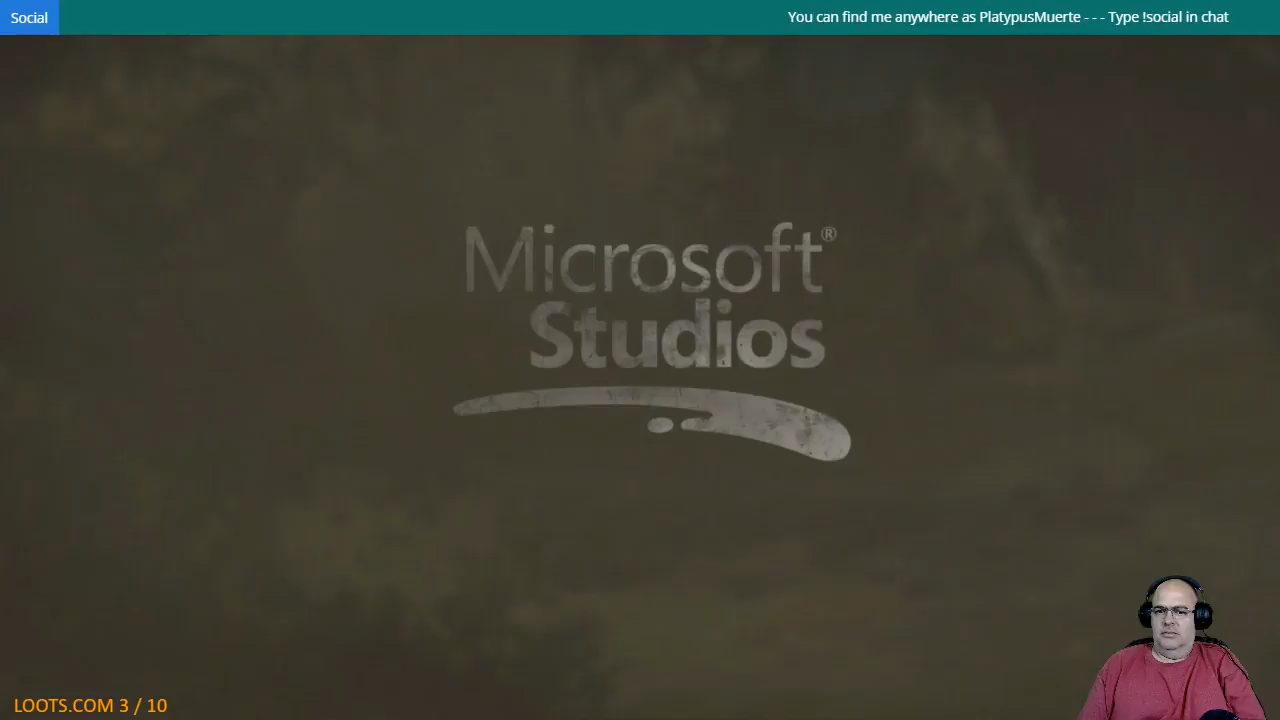 Social
You can find me anywhere as PlatypusMuerte - - - Type !social in chat
Microsoft®
Studios
LOOTS.COM 3 / 10